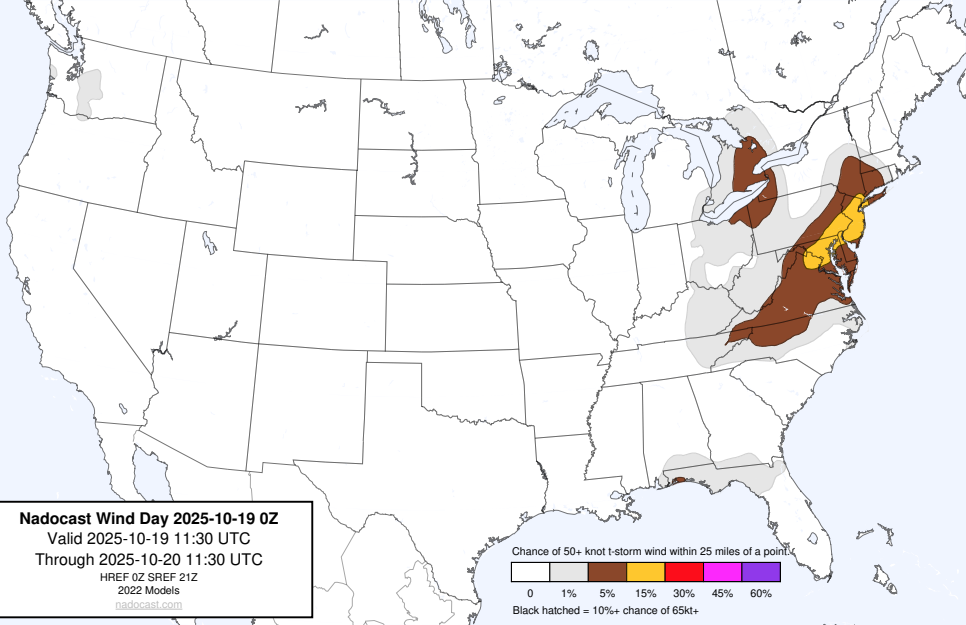 Nadocast Wind Day 2025-10-19 0Z
Valid 2025-10-19 11:30 UTC
Through 2025-10-20 11:30 UTC
HREF 0Z SREF 21Z
2022 Models
nadocast.com
Chance of 50+ knot t-storm wind within 25 miles of a point.
0 1% 5% 15% 30% 45% 60%
Black hatched = 10%+ chance of 65kt+